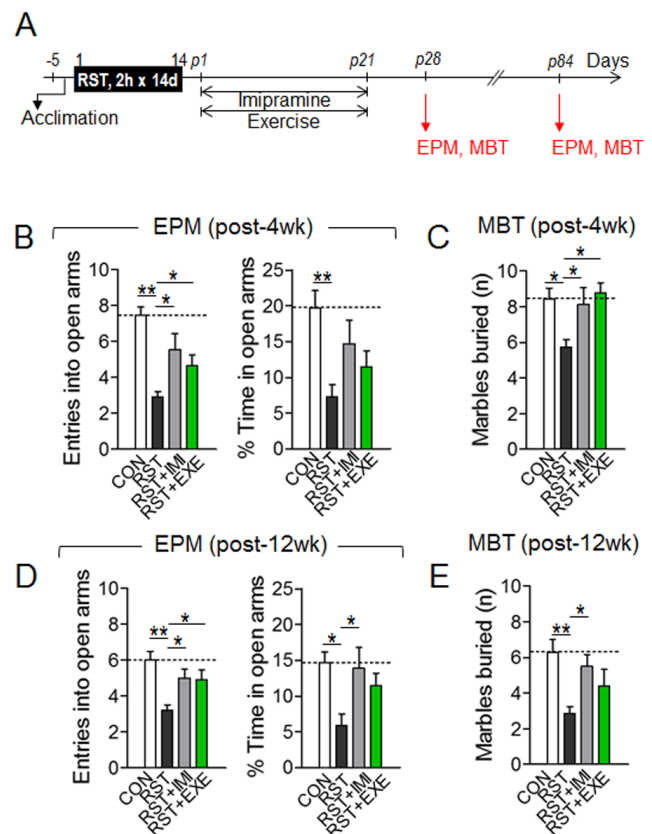 A
-5 1 14 p1 p21 p28 p84 Days
RST, 2h x 14d
Acclimation
Imipramine
Exercise
EPM, MBT EPM, MBT
B EPM (post-4wk)
Entries into open arms
8
6
4
2
0
** * *
CON
RST
RST+IMI
RST+EXE
% Time in open arms
25
20
15
10
5
0
**
CON
RST
RST+IMI
RST+EXE
C MBT (post-4wk)
Marbles buried (n)
10
8
6
4
2
0
* * *
CON
RST
RST+IMI
RST+EXE
D EPM (post-12wk)
Entries into open arms
8
6
4
2
0
** * *
CON
RST
RST+IMI
RST+EXE
% Time in open arms
25
20
15
10
5
0
* *
CON
RST
RST+IMI
RST+EXE
E MBT (post-12wk)
Marbles buried (n)
10
8
6
4
2
0
** *
CON
RST
RST+IMI
RST+EXE